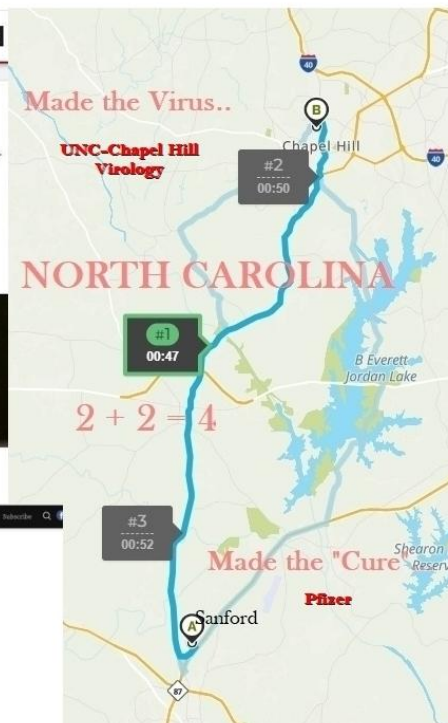 40
Made the Virus..
B
UNC-Chapel Hill
Virology
Chapel Hill
40
#2
00:50
NORTH CAROLINA
#1
00:47
B Everett
Jordan Lake
2 + 2 = 4
Subscribe
#3
00:52
Made the "Cure"
Shearon
Reserv
Pfizer
A
Sanford
87